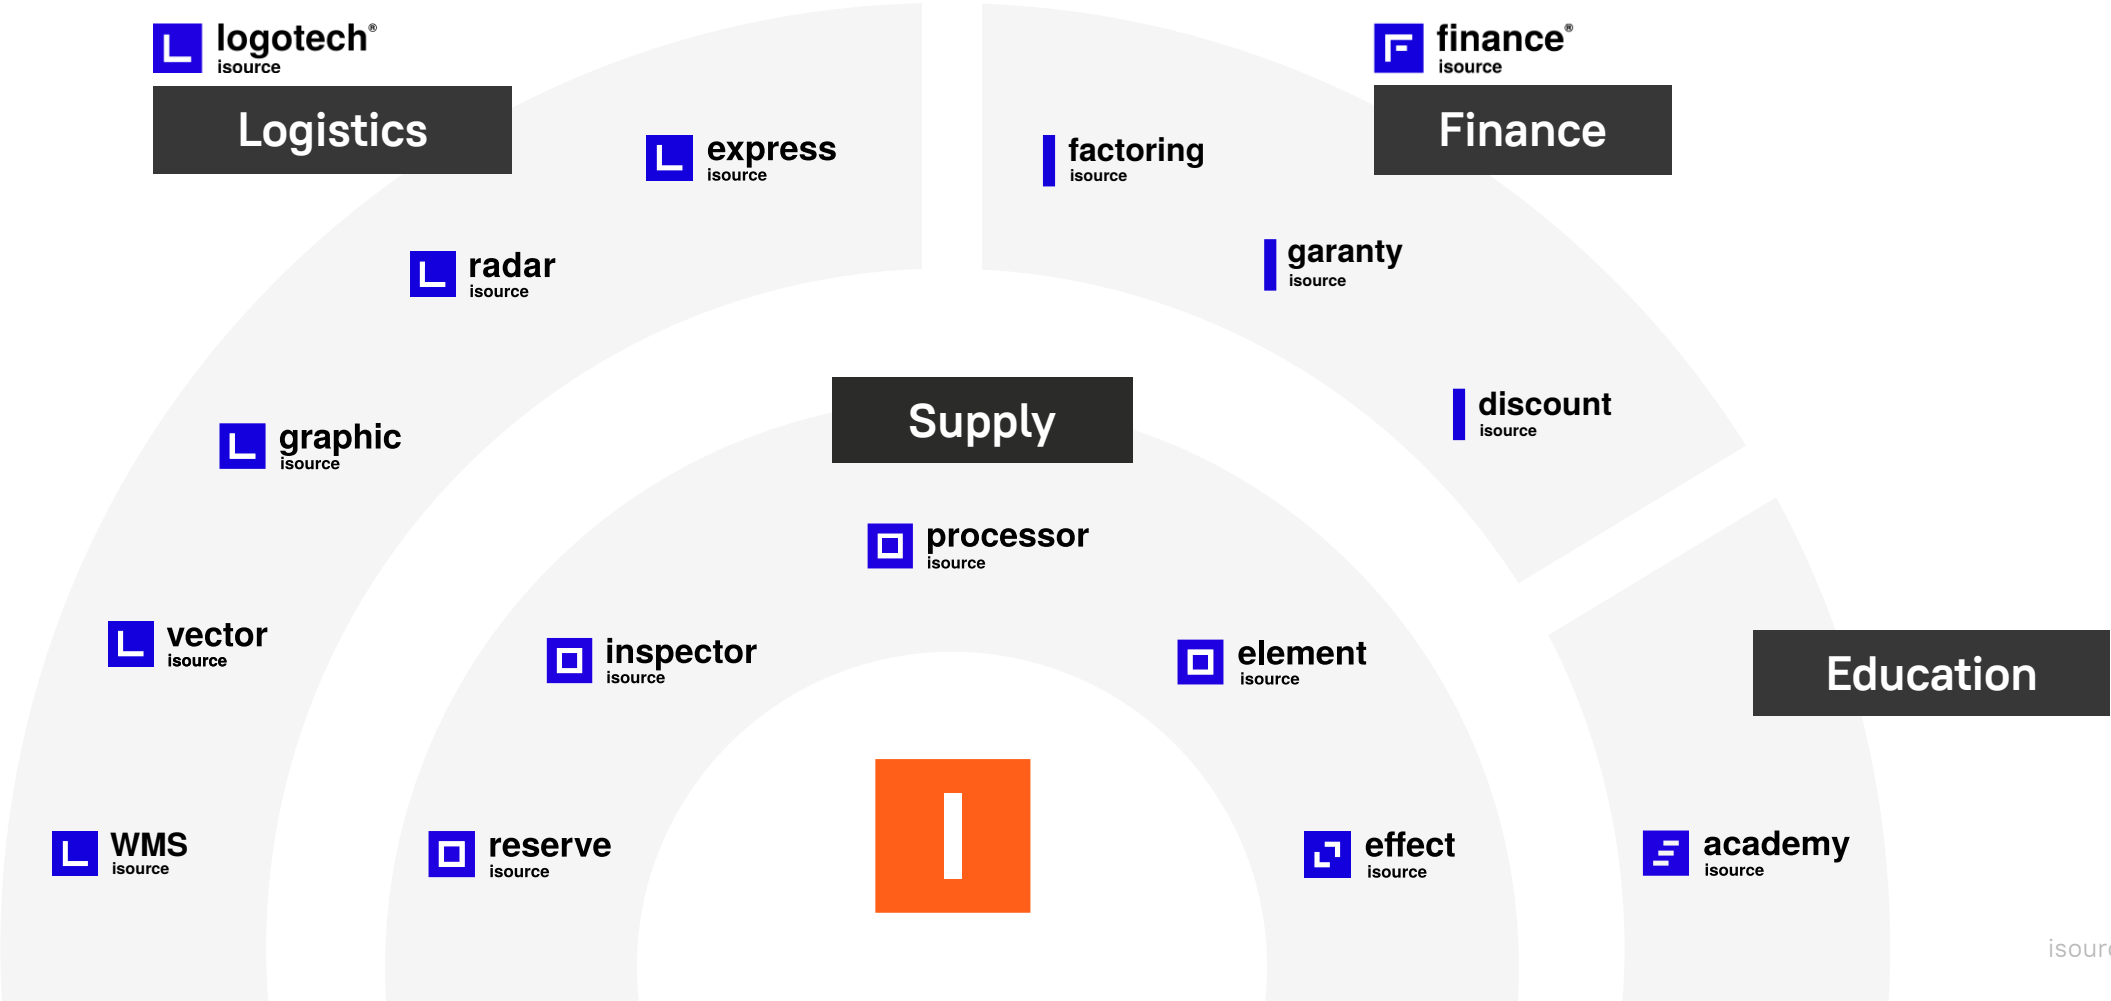 logotech®
isource
Logistics
finance®
isource
Finance
express
isource
factoring
isource
radar
isource
garanty
isource
graphic
isource
Supply
discount
isource
processor
isource
vector
isource
inspector
isource
element
isource
Education
WMS
isource
reserve
isource
I
effect
isource
academy
isource